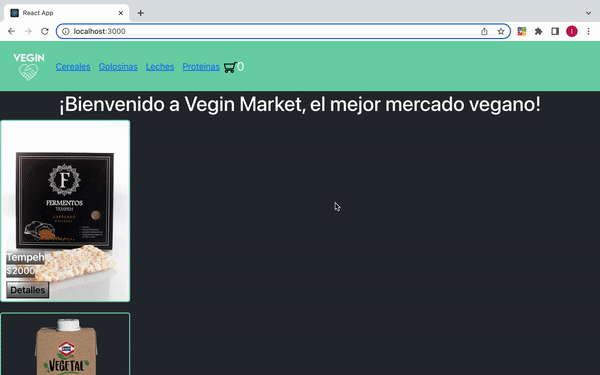 React App
localhost:3000
VEGIN
Cereales Golosinas Leches Proteínas 0
¡Bienvenido a Vegin Market, el mejor mercado vegano!
F
FERMENTOS
TEMPEH
Tempeh
$2000
Detalles
VEGETAL